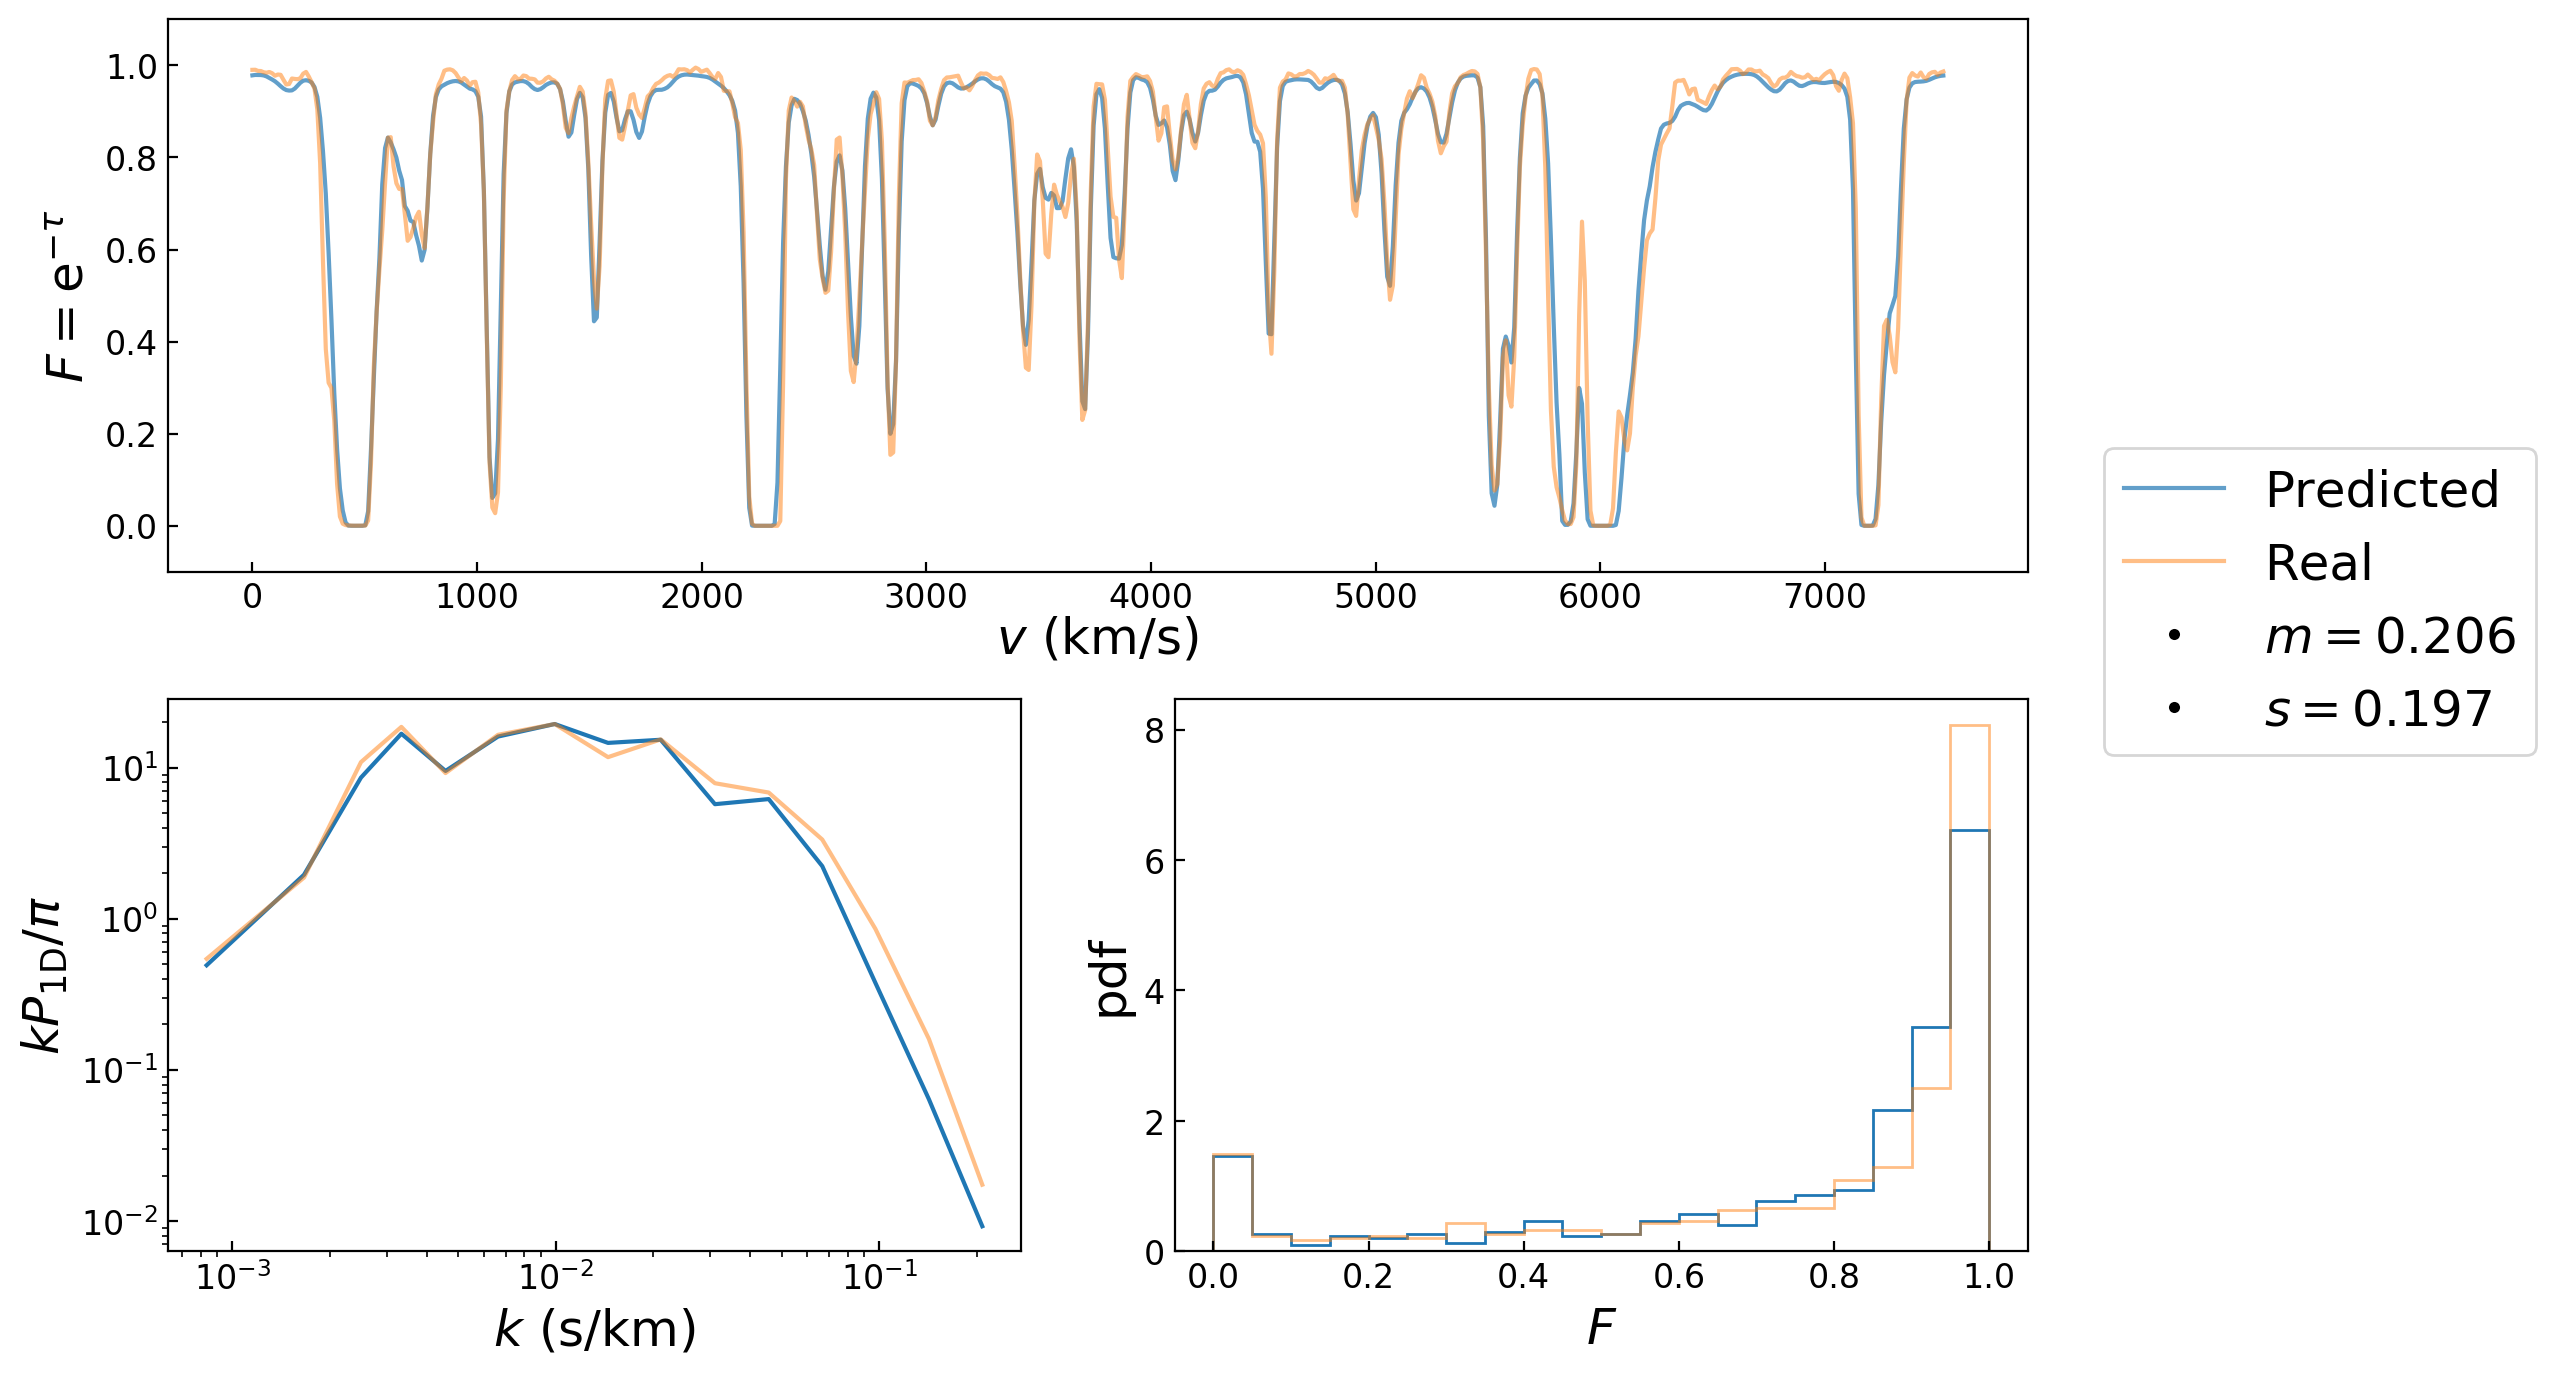 1.0
0.8
0.6
0.4
0.2
0.0
F = e^{−τ}
0 1000 2000 3000 4000 5000 6000 7000
v (km/s)
Predicted
Real
m = 0.206
s = 0.197
10^1
10^0
10^{−1}
10^{−2}
kP_{1D}/π
10^{−3} 10^{−2} 10^{−1}
k (s/km)
8
6
4
2
0
pdf
0.0 0.2 0.4 0.6 0.8 1.0
F